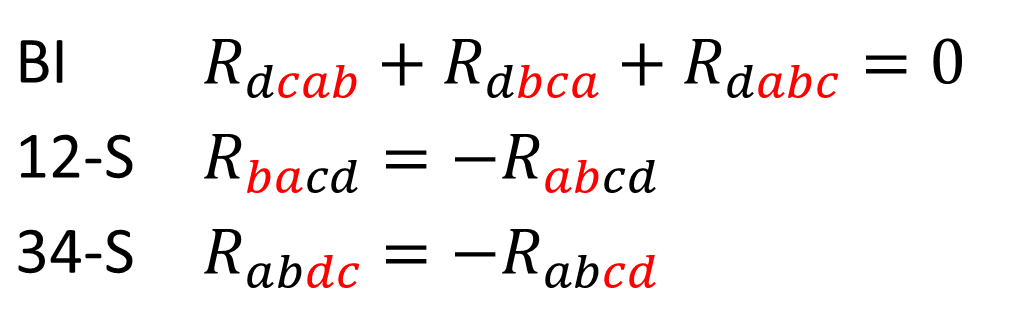 BI R_{dcab} + R_{dbca} + R_{dabc} = 0
12-S R_{bacd} = −R_{abcd}
34-S R_{abdc} = −R_{abcd}